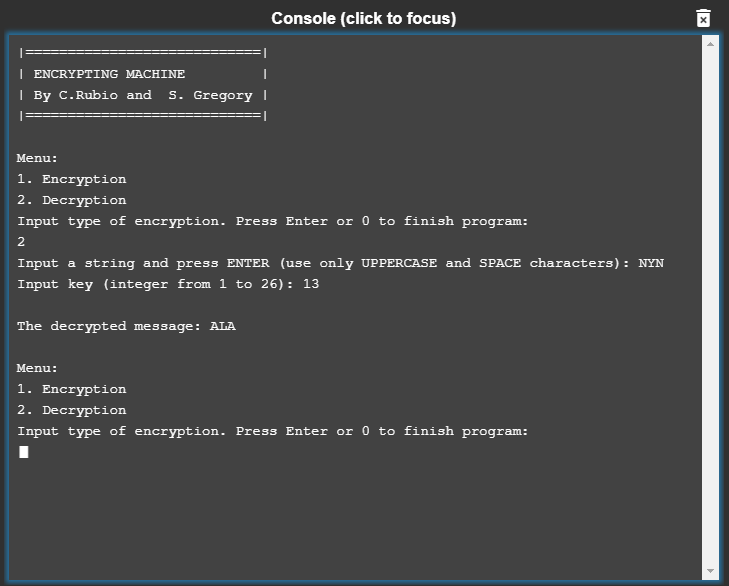 Console (click to focus)
|============================|
| ENCRYPTING MACHINE         |
| By C.Rubio and  S. Gregory |
|============================|
Menu:
1. Encryption
2. Decryption
Input type of encryption. Press Enter or 0 to finish program:
2
Input a string and press ENTER (use only UPPERCASE and SPACE characters): NYN
Input key (integer from 1 to 26): 13
The decrypted message: ALA
Menu:
1. Encryption
2. Decryption
Input type of encryption. Press Enter or 0 to finish program: